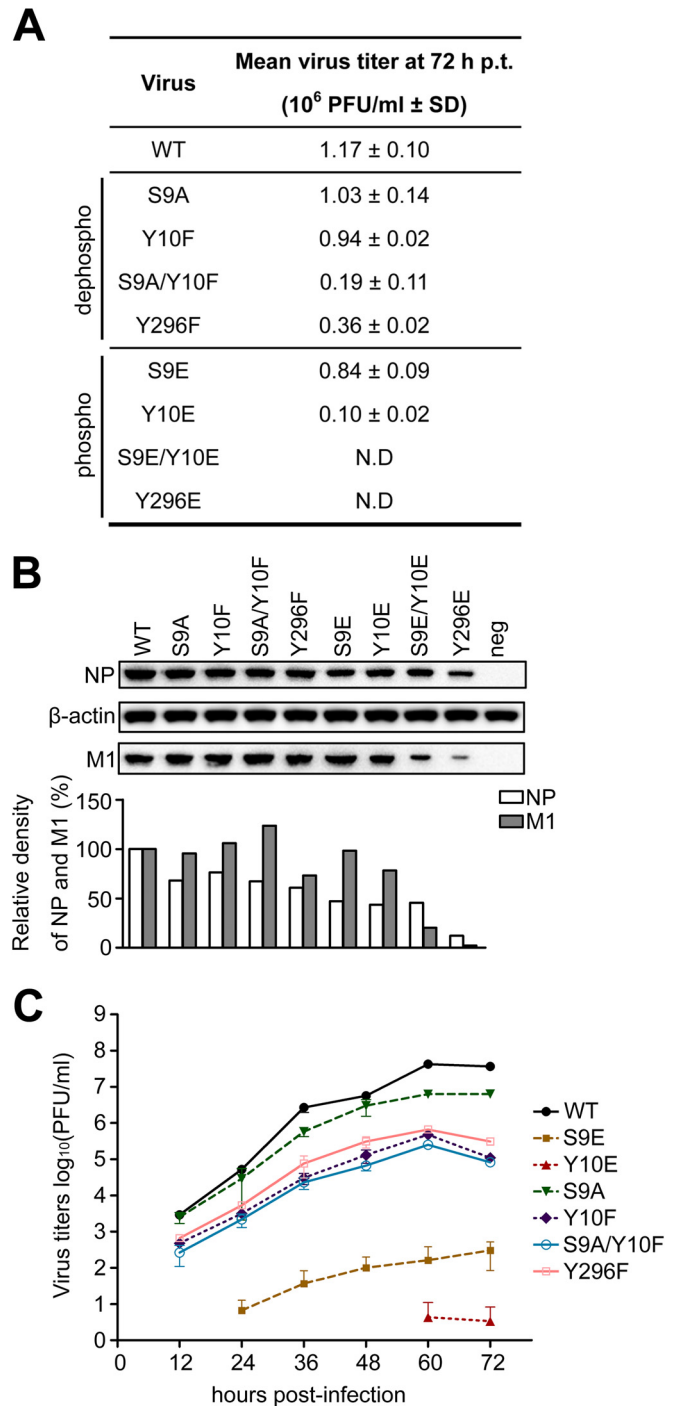 A
Virus
Mean virus titer at 72 h p.t.
(10⁶ PFU/ml ± SD)
WT 1.17 ± 0.10
dephospho
S9A 1.03 ± 0.14
Y10F 0.94 ± 0.02
S9A/Y10F 0.19 ± 0.11
Y296F 0.36 ± 0.02
phospho
S9E 0.84 ± 0.09
Y10E 0.10 ± 0.02
S9E/Y10E N.D
Y296E N.D
B
WT S9A Y10F S9A/Y10F Y296F S9E Y10E S9E/Y10E Y296E neg
NP
β-actin
M1
Relative density
of NP and M1 (%)
150
100
50
0
NP
M1
C
Virus titers log₁₀(PFU/ml)
9
8
7
6
5
4
3
2
1
0
0 12 24 36 48 60 72
hours post-infection
WT
S9E
Y10E
S9A
Y10F
S9A/Y10F
Y296F